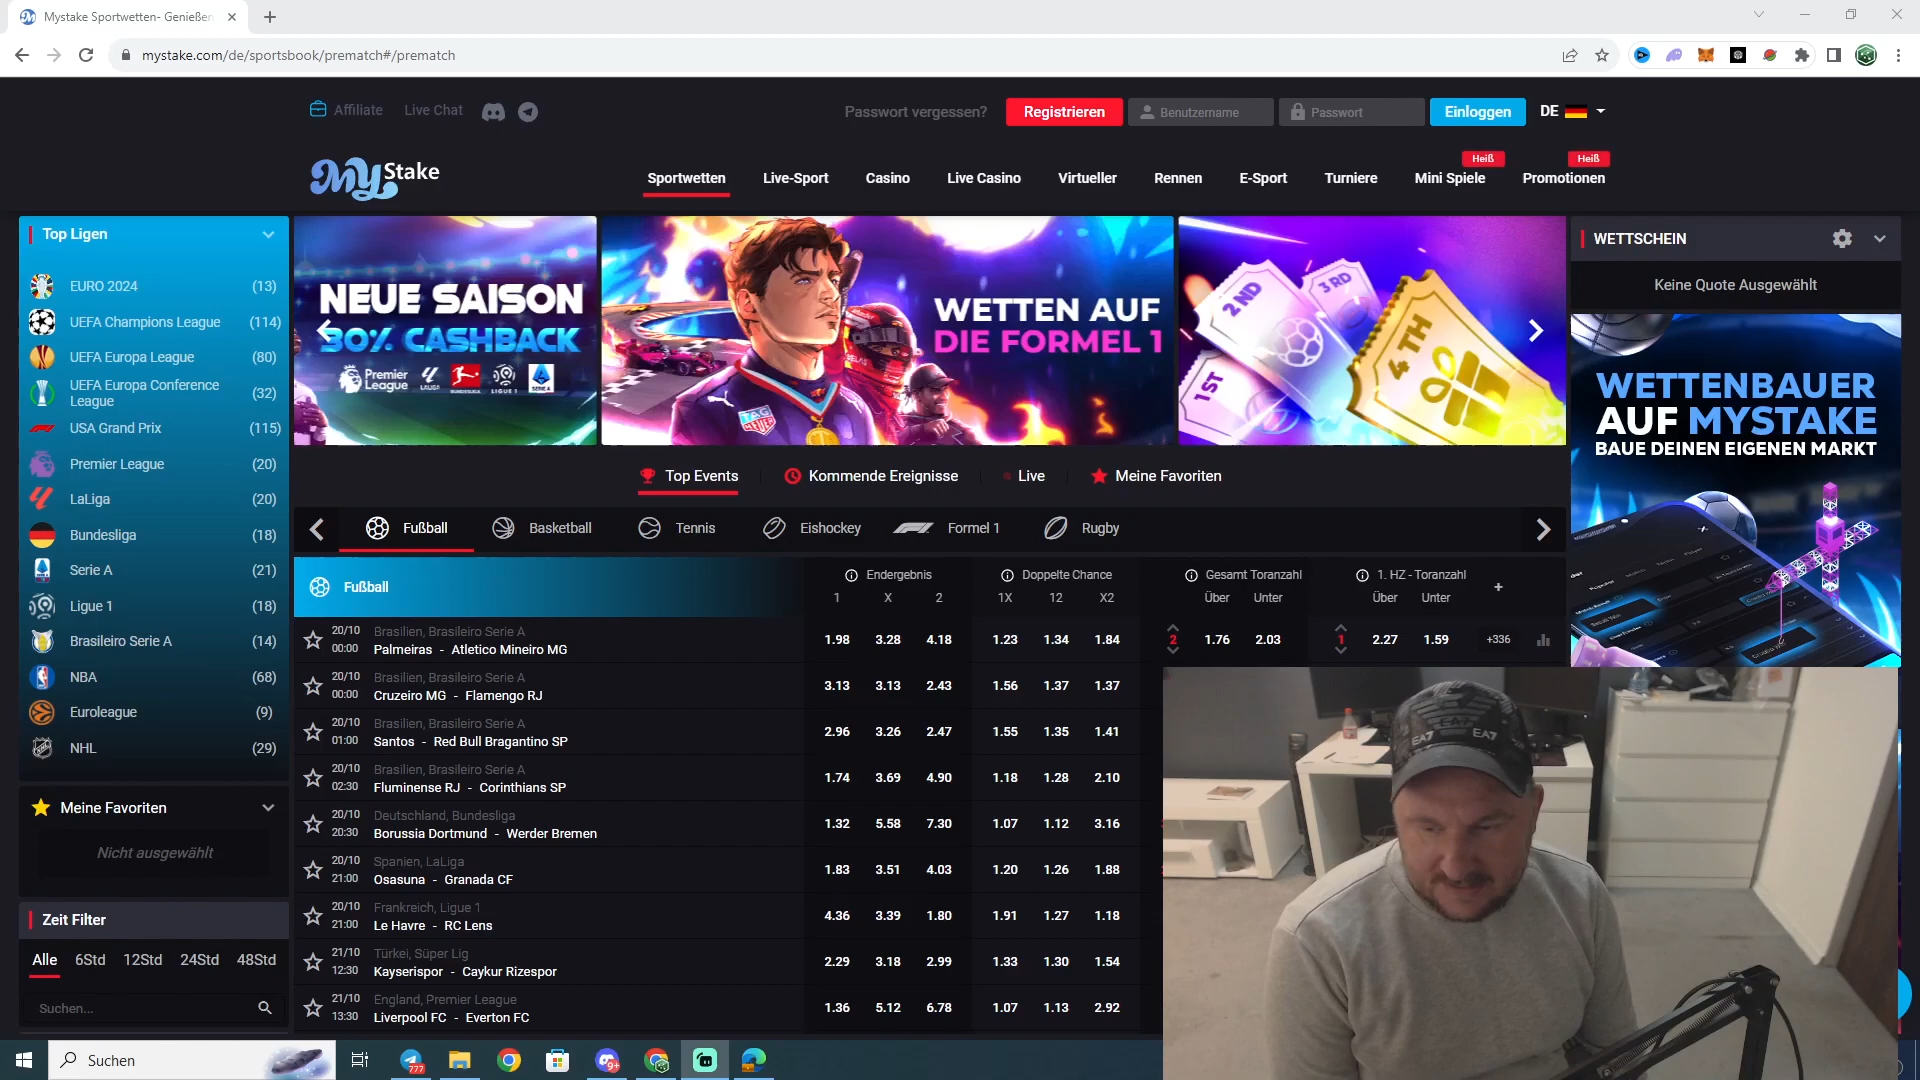 Mystake Sportwetten- Genießen
mystake.com/de/sportsbook/prematch#/prematch
Affiliate
Live Chat
Passwort vergessen?
Registrieren
Benutzername
Passwort
Einloggen
DE
My Stake
Sportwetten
Live-Sport
Casino
Live Casino
Virtueller
Rennen
E-Sport
Turniere
Heiß
Mini Spiele
Heiß
Promotionen
Top Ligen
EURO 2024 (13)
UEFA Champions League (114)
UEFA Europa League (80)
UEFA Europa Conference
League (32)
USA Grand Prix (115)
Premier League (20)
LaLiga (20)
Bundesliga (18)
Serie A (21)
Ligue 1 (18)
Brasileiro Serie A (14)
NBA (68)
Euroleague (9)
NHL (29)
Meine Favoriten
Nicht ausgewählt
Zeit Filter
Alle 6Std 12Std 24Std 48Std
Suchen...
NEUE SAISON
30% CASHBACK
Premier
League
WETTEN AUF
DIE FORMEL 1
TAG
HEUER
1ST
2ND
3RD
4TH
Top Events
Kommende Ereignisse
Live
Meine Favoriten
Fußball
Basketball
Tennis
Eishockey
Formel 1
Rugby
Fußball
Endergebnis
Doppelte Chance
Gesamt Toranzahl
1. HZ - Toranzahl
+
1 X 2 1X 12 X2 Über Unter Über Unter
20/10 Brasilien, Brasileiro Serie A
00:00 Palmeiras - Atletico Mineiro MG
1.98 3.28 4.18 1.23 1.34 1.84 2 1.76 2.03 1 2.27 1.59 +336
20/10 Brasilien, Brasileiro Serie A
00:00 Cruzeiro MG - Flamengo RJ
3.13 3.13 2.43 1.56 1.37 1.37
20/10 Brasilien, Brasileiro Serie A
01:00 Santos - Red Bull Bragantino SP
2.96 3.26 2.47 1.55 1.35 1.41
20/10 Brasilien, Brasileiro Serie A
02:30 Fluminense RJ - Corinthians SP
1.74 3.69 4.90 1.18 1.28 2.10
20/10 Deutschland, Bundesliga
20:30 Borussia Dortmund - Werder Bremen
1.32 5.58 7.30 1.07 1.12 3.16
20/10 Spanien, LaLiga
21:00 Osasuna - Granada CF
1.83 3.51 4.03 1.20 1.26 1.88
20/10 Frankreich, Ligue 1
21:00 Le Havre - RC Lens
4.36 3.39 1.80 1.91 1.27 1.18
21/10 Türkei, Süper Lig
12:30 Kayserispor - Caykur Rizespor
2.29 3.18 2.99 1.33 1.30 1.54
21/10 England, Premier League
13:30 Liverpool FC - Everton FC
1.36 5.12 6.78 1.07 1.13 2.92
WETTSCHEIN
Keine Quote Ausgewählt
WETTENBAUER
AUF MYSTAKE
BAUE DEINEN EIGENEN MARKT
EA7 EA7
Suchen
777
9+